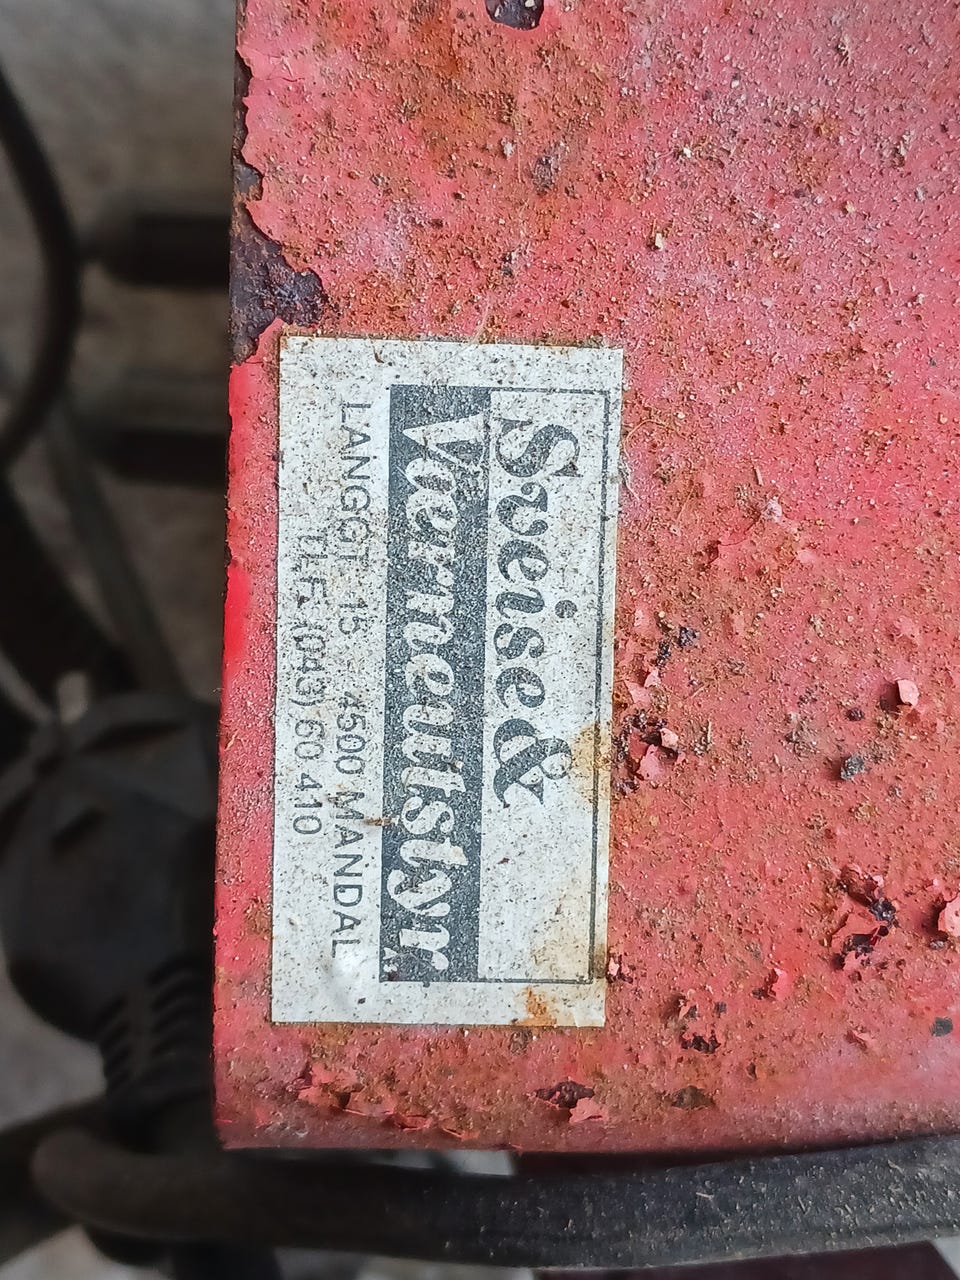 Sveise&
Verneutstyr
LANGGT 15 - 4500 MANDAL
TLF. (043) 60 410